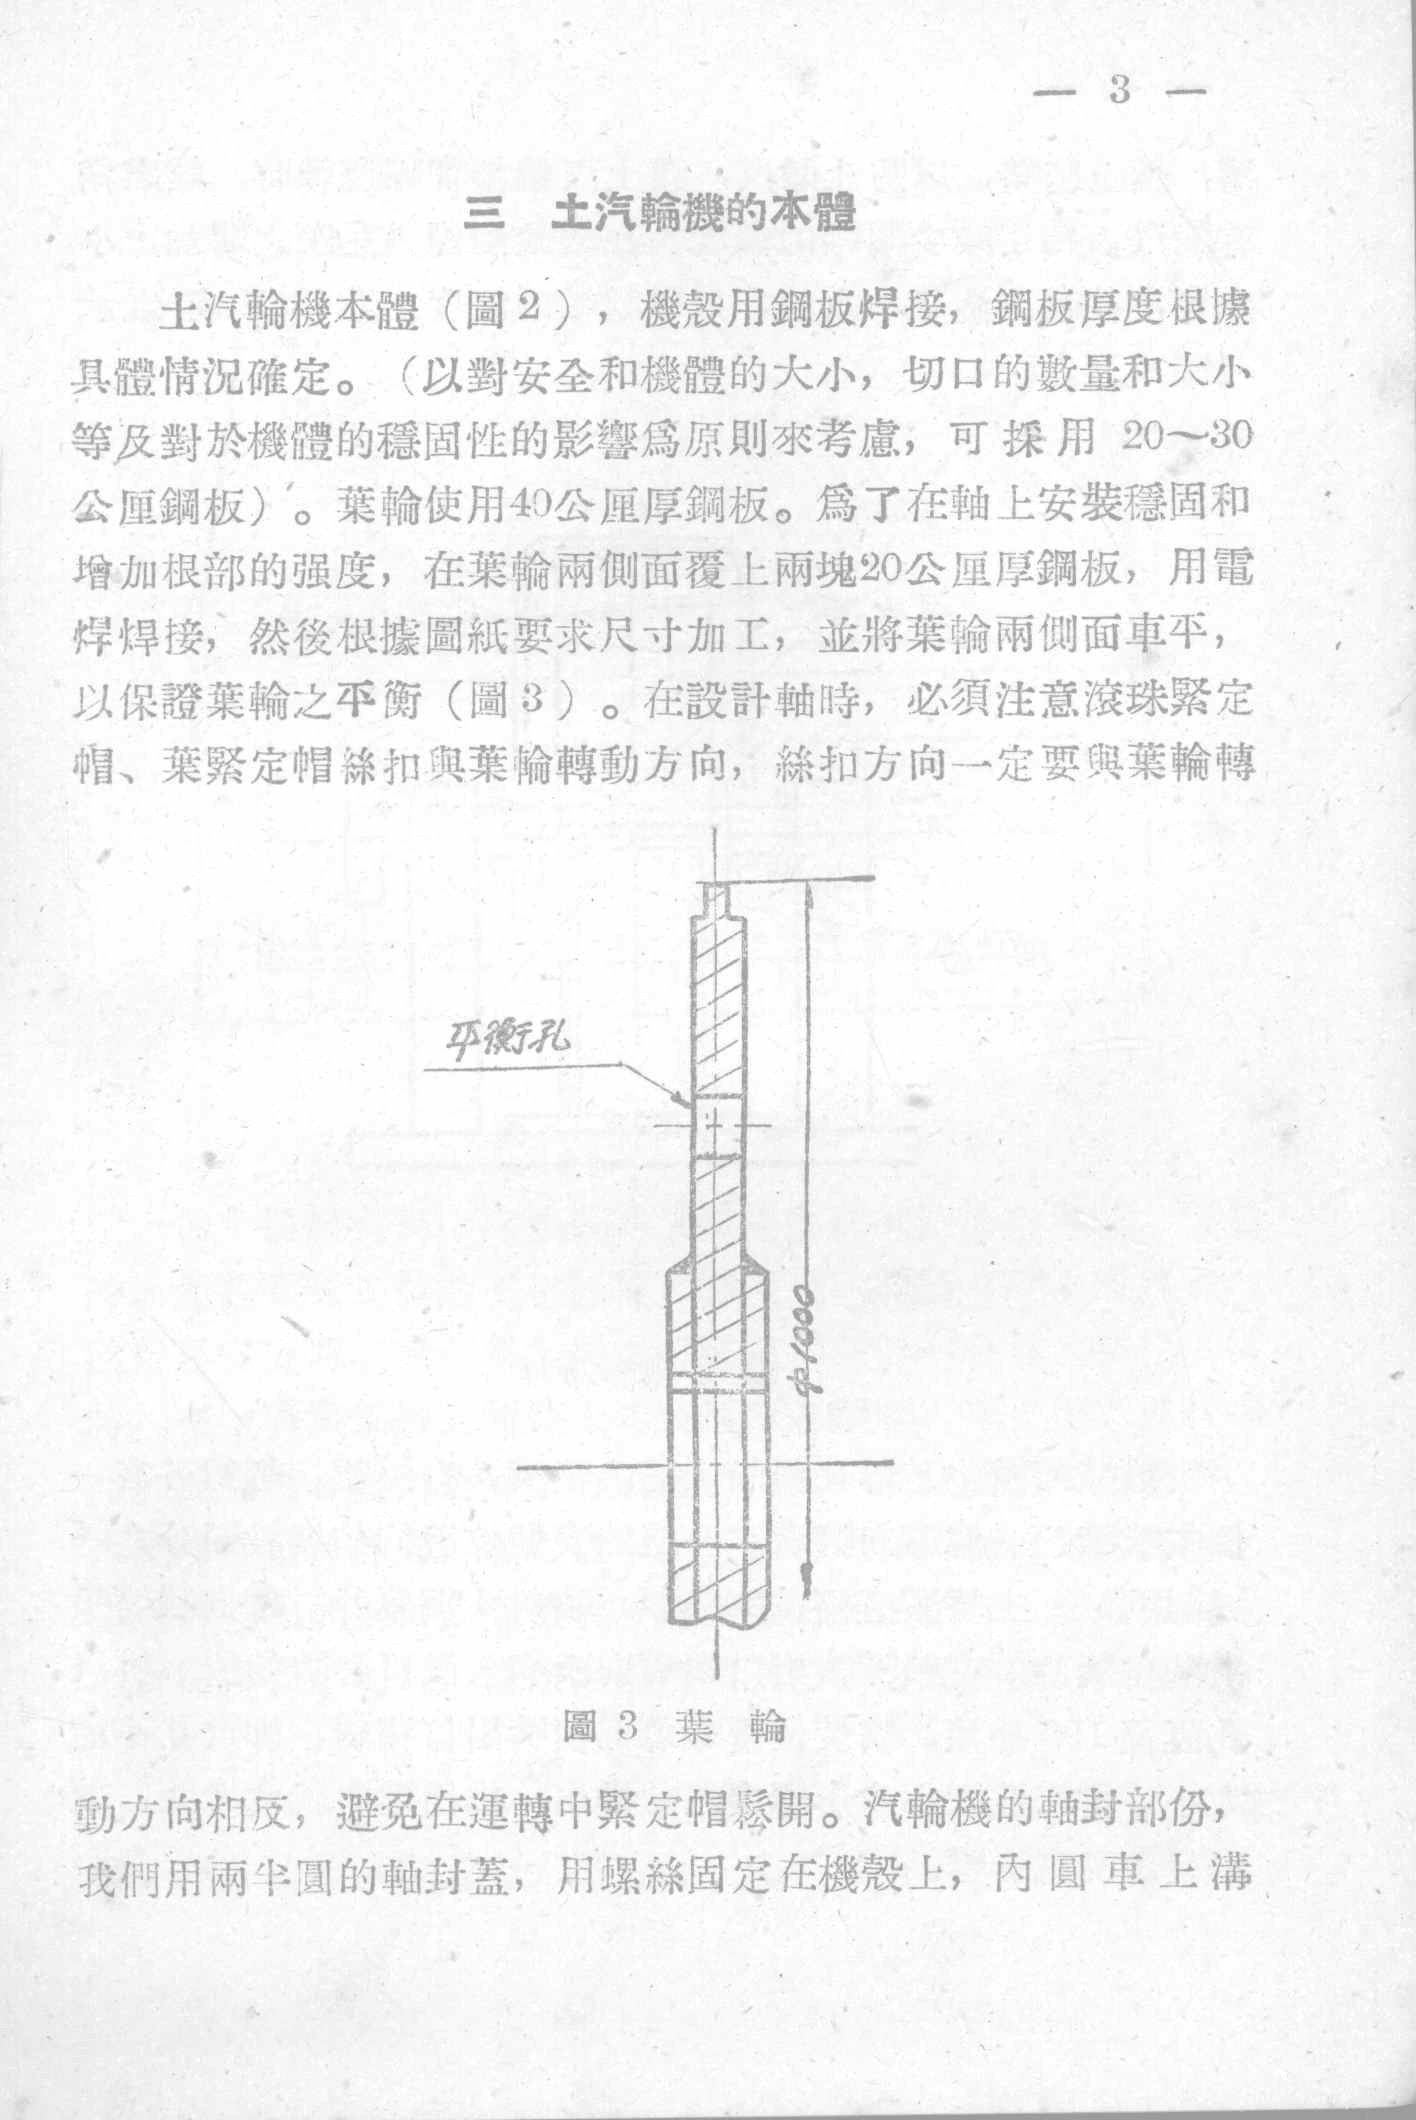 — 3 —
三 土汽輪機的本體
土汽輪機本體（圖2），機殼用鋼板焊接，鋼板厚度根據
具體情況確定。（以對安全和機體的大小，切口的數量和大小
等及對於機體的穩固性的影響爲原則來考慮，可採用 20～30
公厘鋼板）。葉輪使用40公厘厚鋼板。爲了在軸上安裝穩固和
增加根部的强度，在葉輪兩側面覆上兩塊20公厘厚鋼板，用電
焊焊接，然後根據圖紙要求尺寸加工，並將葉輪兩側面車平，
以保證葉輪之平衡（圖3）。在設計軸時，必須注意滚珠緊定
帽、葉緊定帽絲扣與葉輪轉動方向，絲扣方向一定要與葉輪轉
平衡孔
φ1000
圖 3 葉 輪
動方向相反，避免在運轉中緊定帽鬆開。汽輪機的軸封部份，
我們用兩半圓的軸封蓋，用螺絲固定在機殼上，內圓車上溝